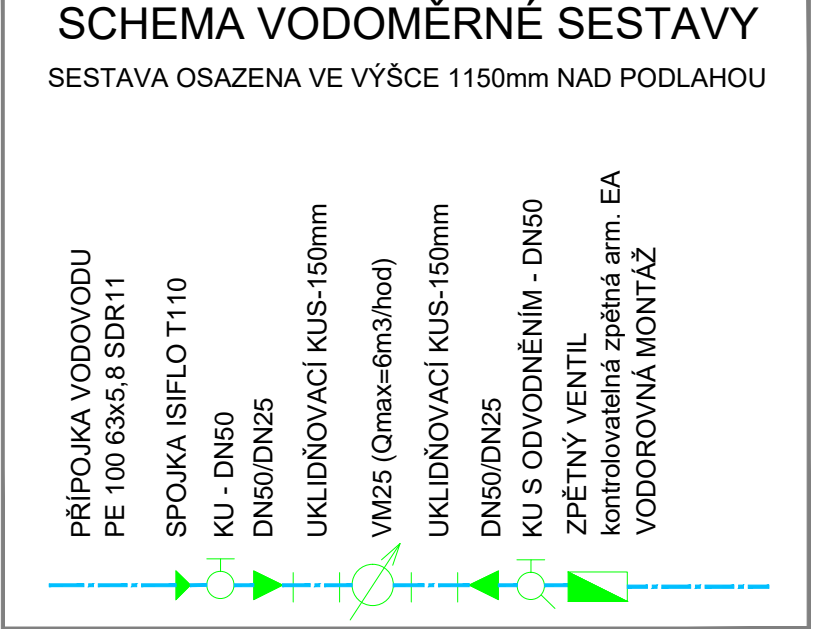 SCHEMA VODOMĚRNÉ SESTAVY
SESTAVA OSAZENA VE VÝŠCE 1150mm NAD PODLAHOU
PŘÍPOJKA VODOVODU
PE 100 63x5,8 SDR11
SPOJKA ISIFLO T110
KU - DN50
DN50/DN25
UKLIDŇOVACÍ KUS-150mm
VM25 (Qmax=6m3/hod)
UKLIDŇOVACÍ KUS-150mm
DN50/DN25
KU S ODVODNĚNÍM - DN50
ZPĚTNÝ VENTIL
kontrolovatelná zpětná arm. EA
VODOROVNÁ MONTÁŽ